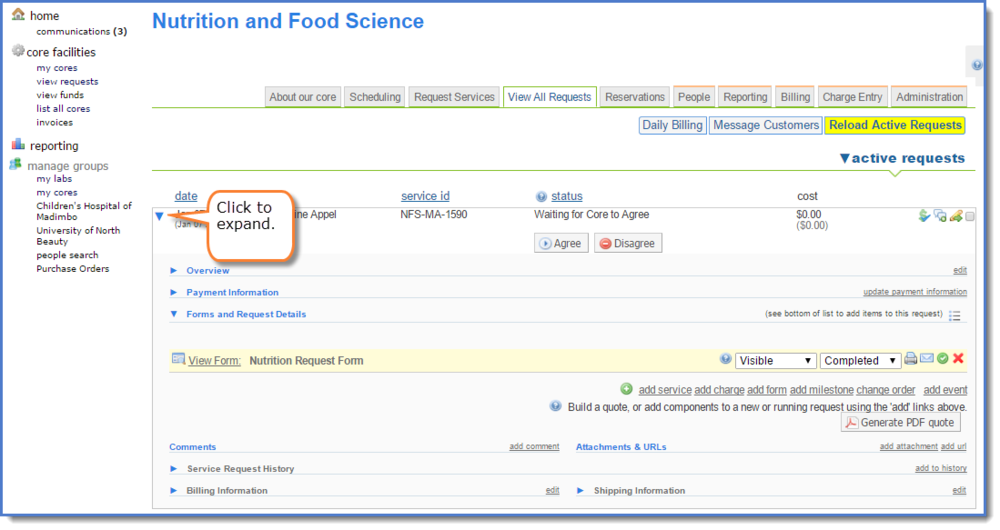 home
communications (3)
core facilities
my cores
view requests
view funds
list all cores
invoices
reporting
manage groups
my labs
my cores
Children's Hospital of
Madimbo
University of North
Beauty
people search
Purchase Orders
Nutrition and Food Science
About our core Scheduling Request Services View All Requests Reservations People Reporting Billing Charge Entry Administration
Daily Billing Message Customers Reload Active Requests
▼active requests
date service id status cost
Click to
expand.
Appel NFS-MA-1590 Waiting for Core to Agree $0.00
($0.00)
Agree Disagree
Overview edit
Payment Information update payment information
Forms and Request Details (see bottom of list to add items to this request)
View Form: Nutrition Request Form Visible Completed
add service add charge add form add milestone change order add event
Build a quote, or add components to a new or running request using the 'add' links above.
Generate PDF quote
Comments add comment Attachments & URLs add attachment add url
Service Request History add to history
Billing Information edit Shipping Information edit